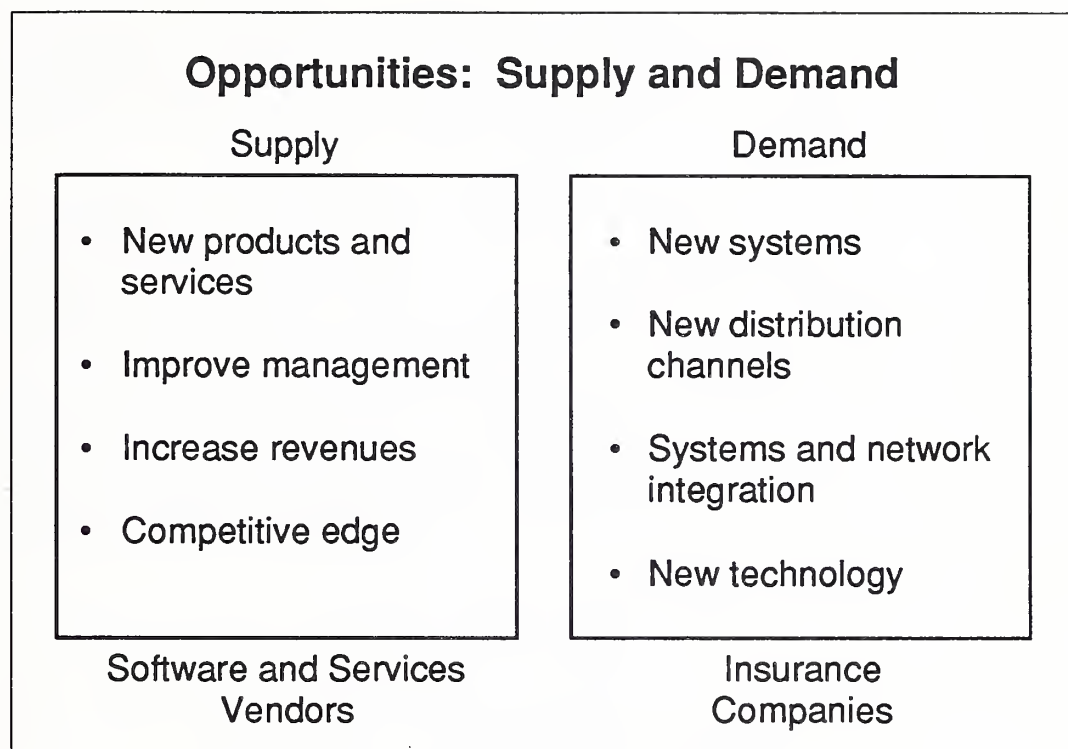 Opportunities: Supply and Demand
Supply
• New products and
services
• Improve management
• Increase revenues
• Competitive edge
Software and Services
Vendors
Demand
• New systems
• New distribution
channels
• Systems and network
integration
• New technology
Insurance
Companies